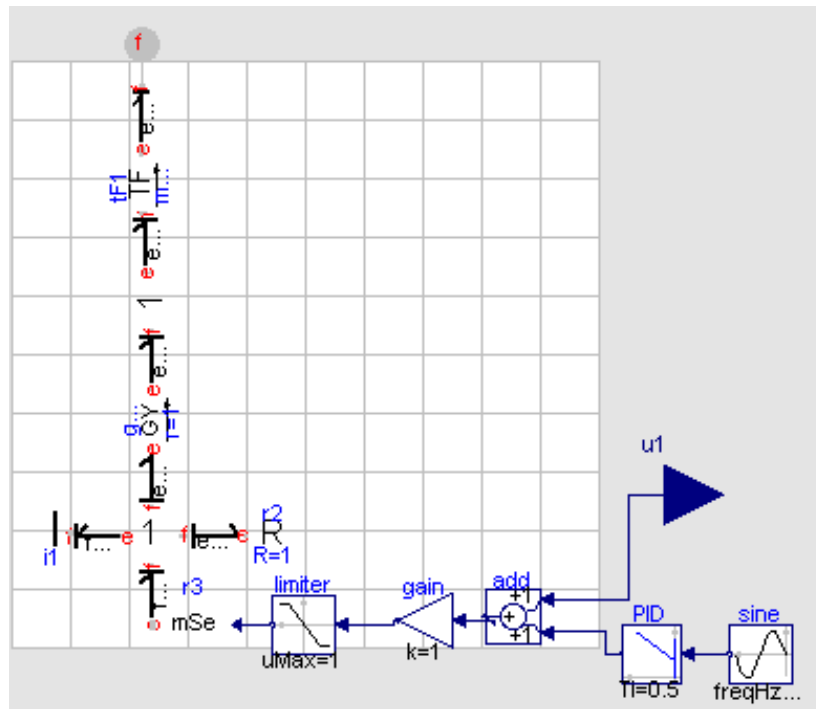 f
f
e...
e
tF1
TF
m...
f
e...
e
1
f
e...
e
g...
GY
r=1
e
e...
f
u1
I
i1
f
f...
e
1
f
e...
e
r2
R
R=1
f
f...
r3
mSe
limiter
uMax=1
gain
k=1
add
+1
+
+1
PID
TI=0.5
sine
freqHz...